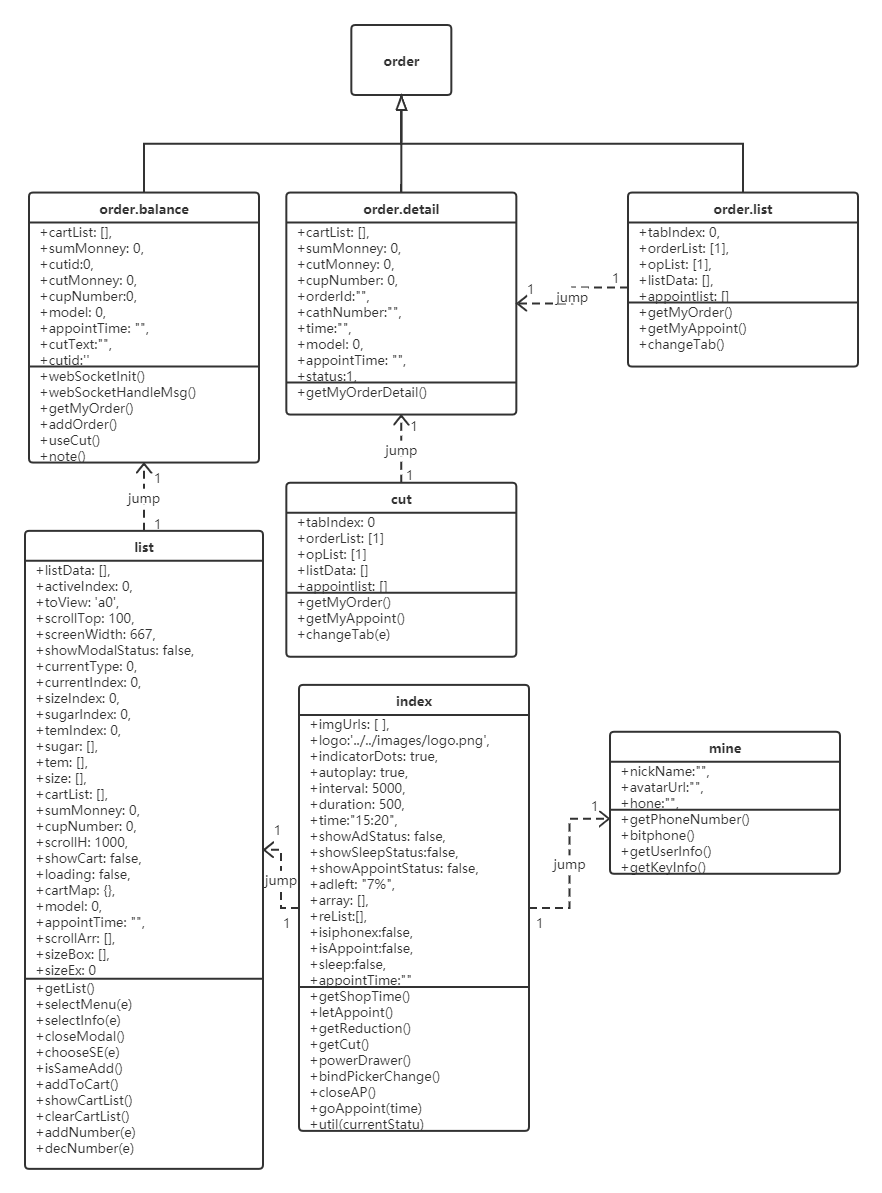 order
order.balance
+cartList: [],
+sumMonney: 0,
+cutid:0,
+cutMonney: 0,
+cupNumber:0,
+model: 0,
+appointTime: "",
+cutText:"",
+cutid:''
+webSocketInit()
+webSocketHandleMsg()
+getMyOrder()
+addOrder()
+useCut()
+note()
order.detail
+cartList: [],
+sumMonney: 0,
+cutMonney: 0,
+cupNumber: 0,
+orderId:"",
+cathNumber:"",
+time:"",
+model: 0,
+appointTime: "",
+status:1,
+getMyOrderDetail()
order.list
+tabIndex: 0,
+orderList: [1],
+opList: [1],
+listData: [],
+appointlist: []
+getMyOrder()
+getMyAppoint()
+changeTab()
1
jump
1
1
jump
1
1
jump
1
cut
+tabIndex: 0
+orderList: [1]
+opList: [1]
+listData: []
+appointlist: []
+getMyOrder()
+getMyAppoint()
+changeTab(e)
list
+listData: [],
+activeIndex: 0,
+toView: 'a0',
+scrollTop: 100,
+screenWidth: 667,
+showModalStatus: false,
+currentType: 0,
+currentIndex: 0,
+sizeIndex: 0,
+sugarIndex: 0,
+temIndex: 0,
+sugar: [],
+tem: [],
+size: [],
+cartList: [],
+sumMonney: 0,
+cupNumber: 0,
+scrollH: 1000,
+showCart: false,
+loading: false,
+cartMap: {},
+model: 0,
+appointTime: "",
+scrollArr: [],
+sizeBox: [],
+sizeEx: 0
+getList()
+selectMenu(e)
+selectInfo(e)
+closeModal()
+chooseSE(e)
+isSameAdd()
+addToCart()
+showCartList()
+clearCartList()
+addNumber(e)
+decNumber(e)
1
jump
1
index
+imgUrls: [ ],
+logo:'../../images/logo.png',
+indicatorDots: true,
+autoplay: true,
+interval: 5000,
+duration: 500,
+time:"15:20",
+showAdStatus: false,
+showSleepStatus:false,
+showAppointStatus: false,
+adleft: "7%",
+array: [],
+reList:[],
+isiphonex:false,
+isAppoint:false,
+sleep:false,
+appointTime:""
+getShopTime()
+letAppoint()
+getReduction()
+getCut()
+powerDrawer()
+bindPickerChange()
+closeAP()
+goAppoint(time)
+util(currentStatu)
1
jump
1
mine
+nickName:"",
+avatarUrl:"",
+hone:"",
+getPhoneNumber()
+bitphone()
+getUserInfo()
+getKeyInfo()